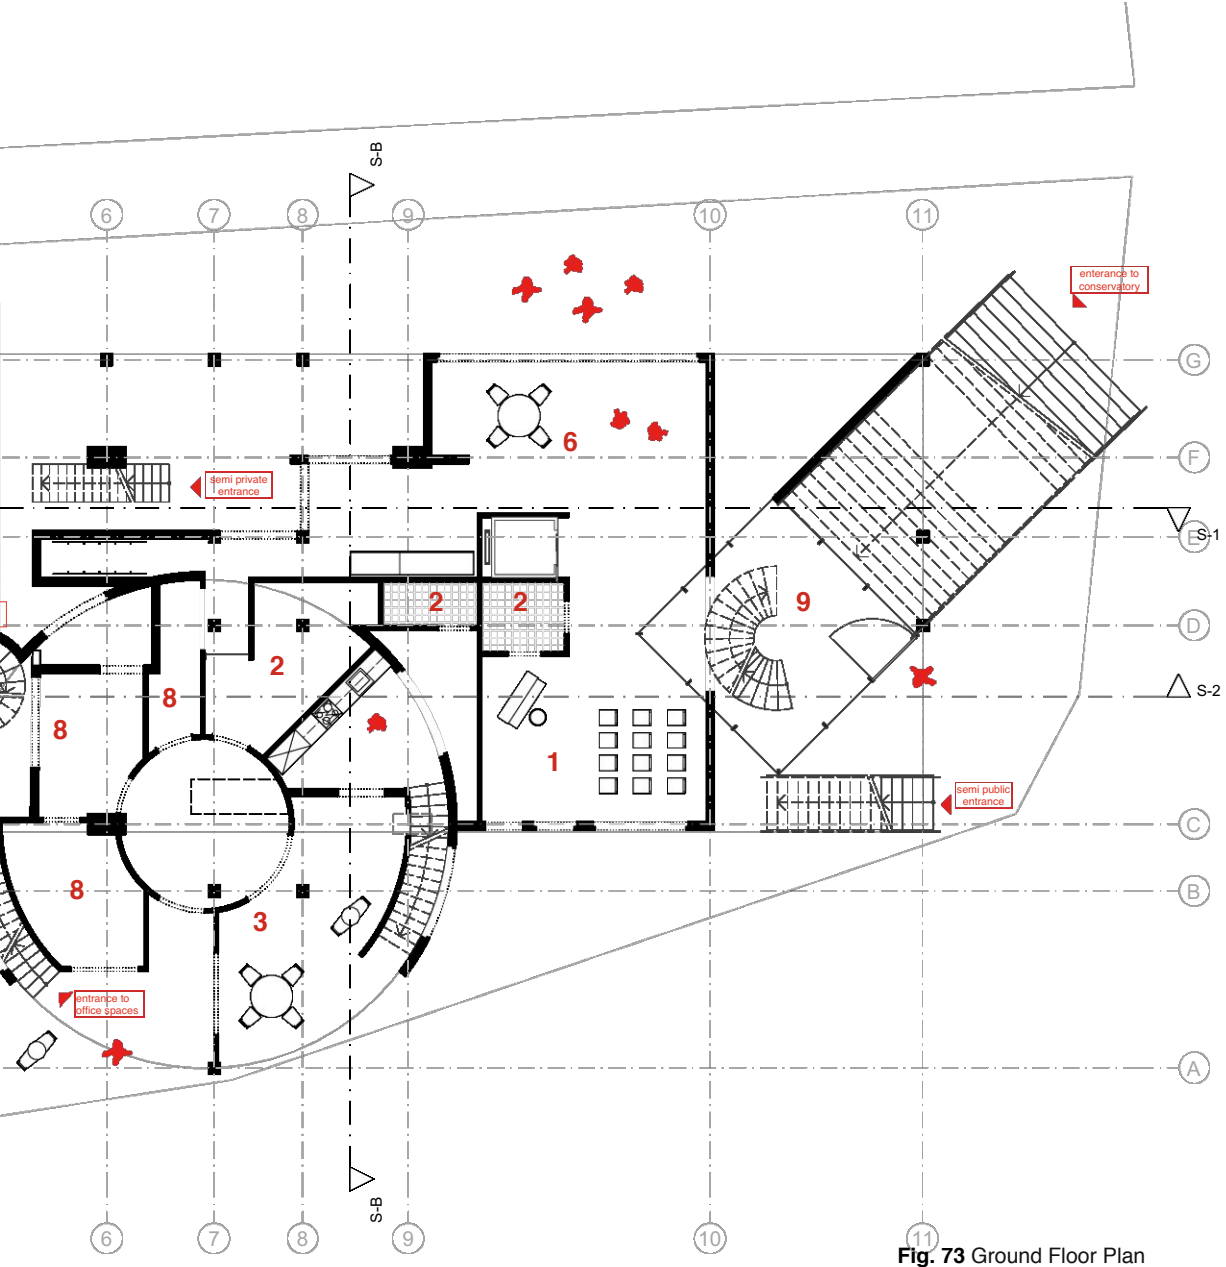 S-B
6
7
8
9
10
11
enterance to
conservatory
G
6
F
semi private
entrance
S-1
E
2
2
9
D
2
8
S-2
8
1
semi public
entrance
C
8
B
3
entrance to
office spaces
A
S-B
6
7
8
9
10
11
Fig. 73 Ground Floor Plan